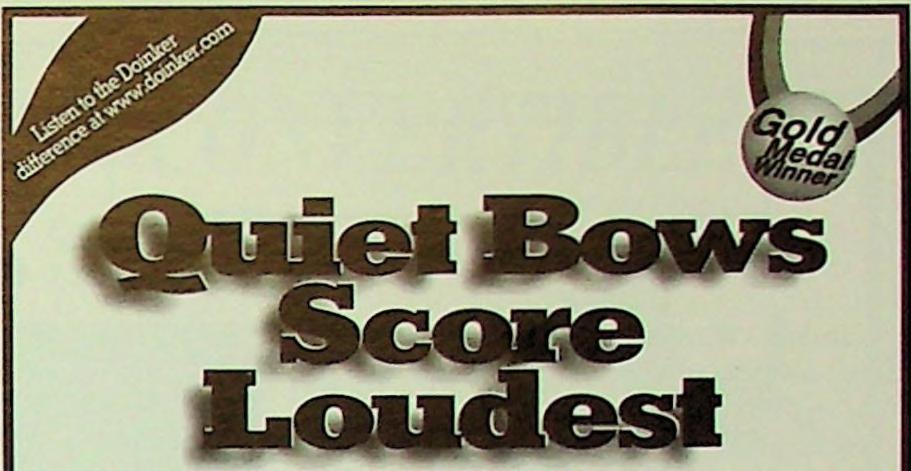 Listen to the Doinker
difference at www.doinker.com
Gold
Medal
Winner
Quiet Bows
Score
Loudest